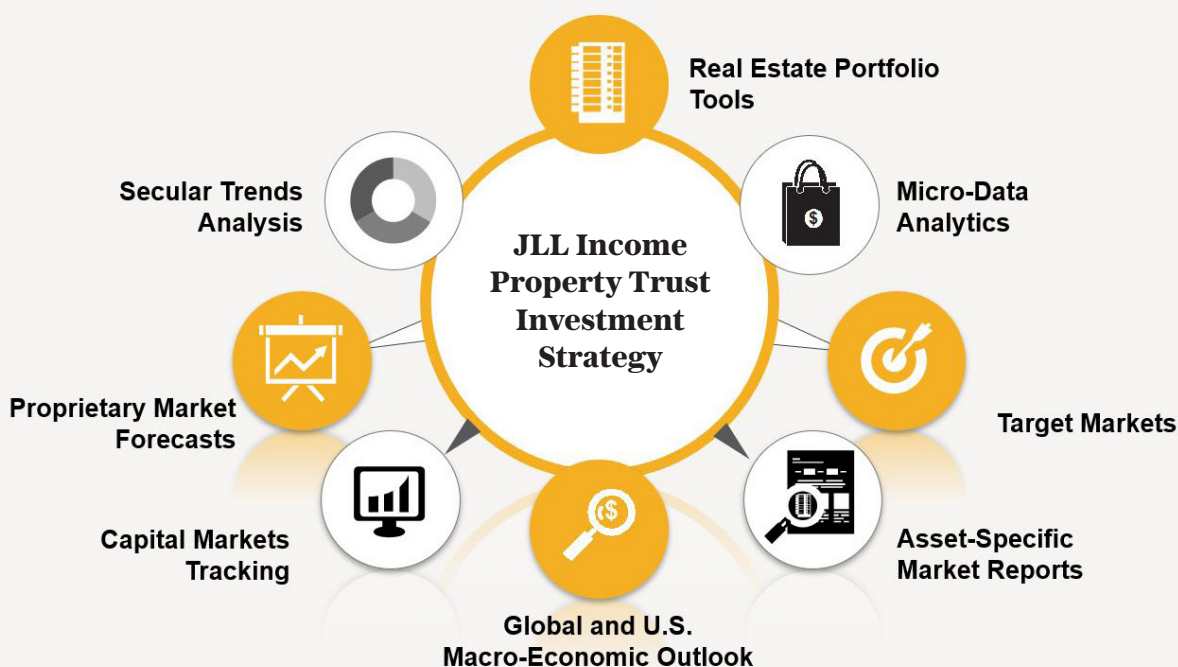 Real Estate Portfolio
Tools
Secular Trends
Analysis
Micro-Data
Analytics
$
JLL Income
Property Trust
Investment
Strategy
Proprietary Market
Forecasts
Target Markets
$
Capital Markets
Tracking
Asset-Specific
Market Reports
Global and U.S.
Macro-Economic Outlook